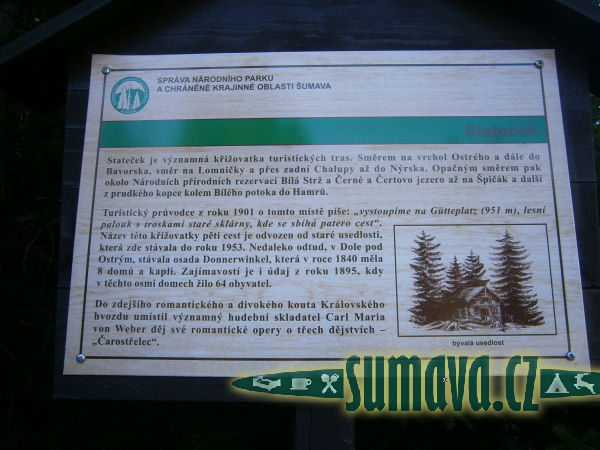 SPRÁVA NÁRODNÍHO PARKU
A CHRÁNĚNÉ KRAJINNÉ OBLASTI ŠUMAVA
Stateček
Stateček je významná křižovatka turistických tras. Směrem na vrchol Ostrého a dále do
Bavorska, směr na Lomničky a přes zadní Chalupy až do Nýrska. Opačným směrem pak
okolo Národních přírodních rezervací Bílá Strž a Černé a Čertovo jezero až na Špičák a další
z prudkého kopce kolem Bílého potoka do Hamrů.
Turistický průvodce z roku 1901 o tomto místě píše: „vystoupíme na Gütteplatz (951 m), lesní
palouk s troskami staré sklárny, kde se sbíhá patero cest“.
Název této křižovatky pěti cest je odvozen od staré usedlosti,
která zde stávala do roku 1953. Nedaleko odtud, v Dole pod
Ostrým, stávala osada Donnerwinkel, která v roce 1840 měla
8 domů a kapli. Zajímavostí je i údaj z roku 1895, kdy
v těchto osmi domech žilo 64 obyvatel.
Do zdejšího romantického a divokého kouta Královského
hvozdu umístil významný hudební skladatel Carl Maria
von Weber děj své romantické opery o třech dějstvích –
„Čarostřelec“.
bývalá usedlost
sumava.cz